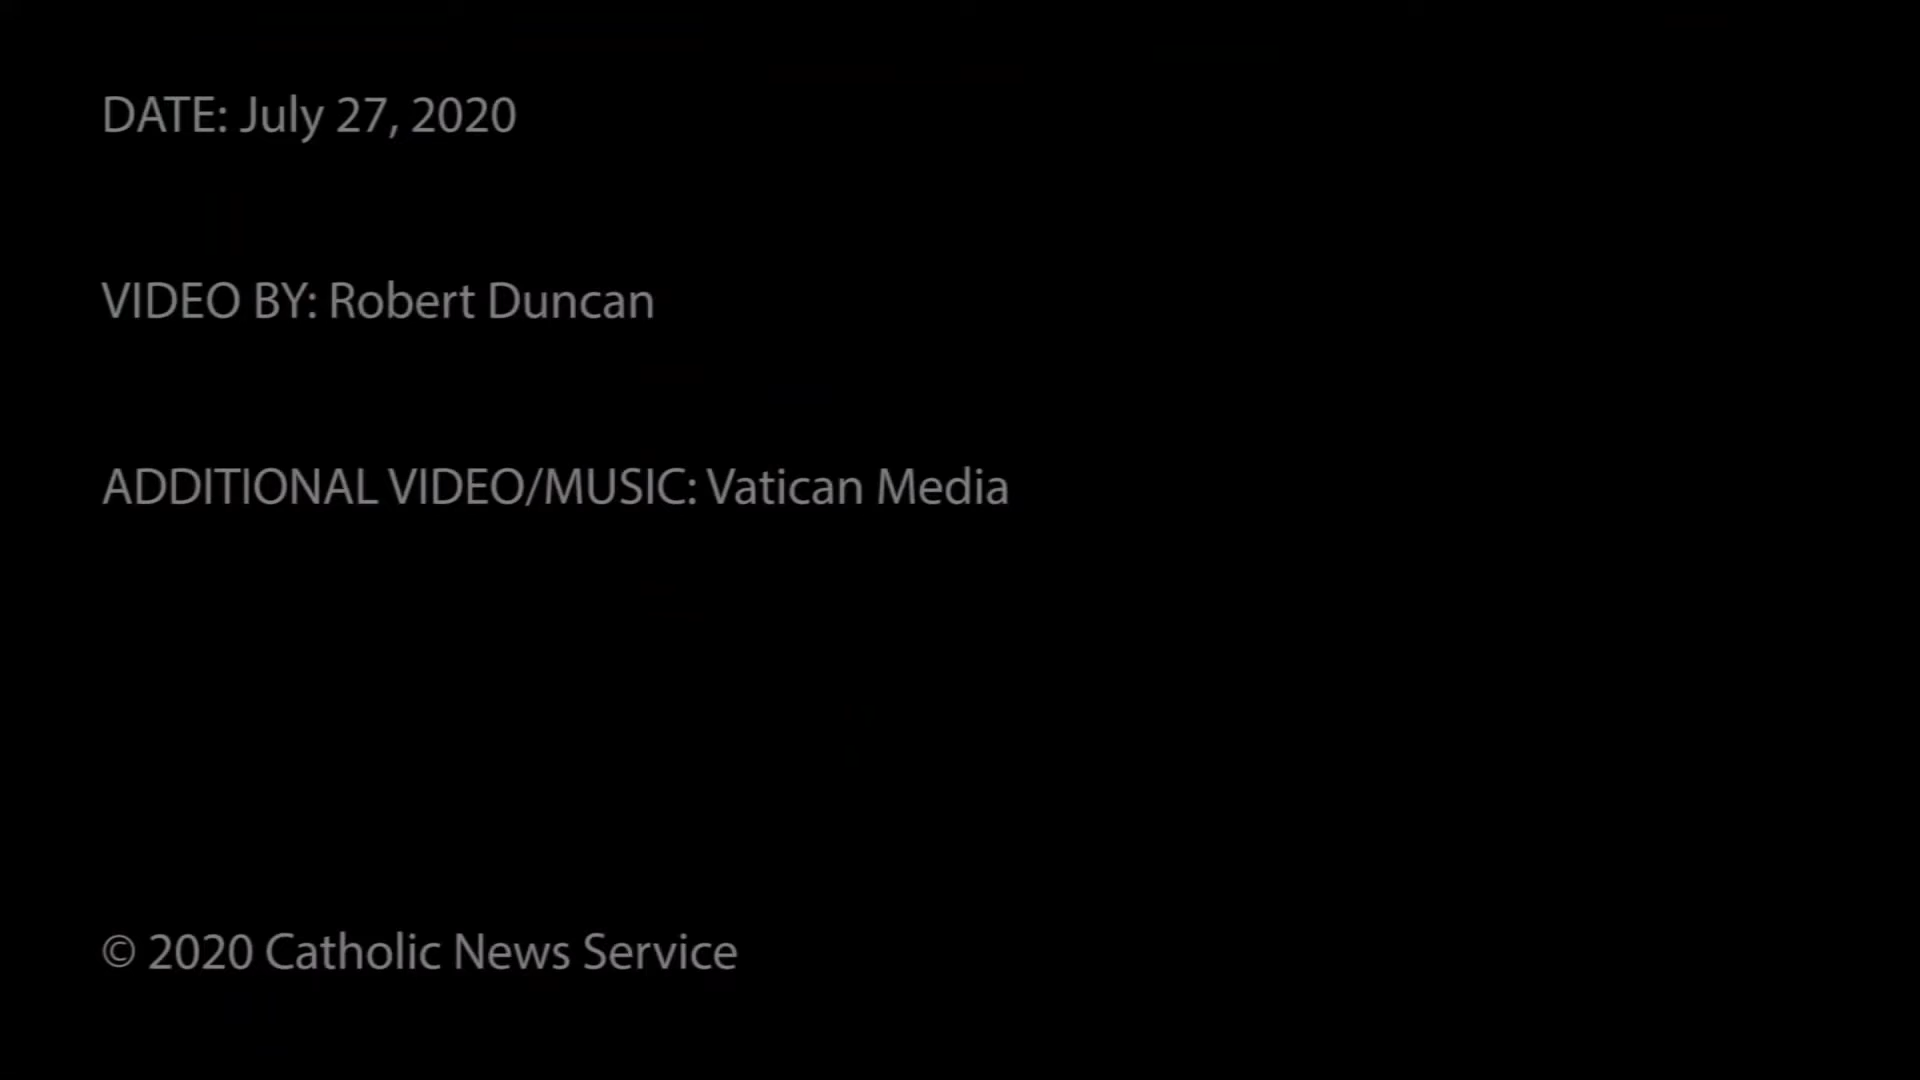 DATE: July 27, 2020
VIDEO BY: Robert Duncan
ADDITIONAL VIDEO/MUSIC: Vatican Media
© 2020 Catholic News Service